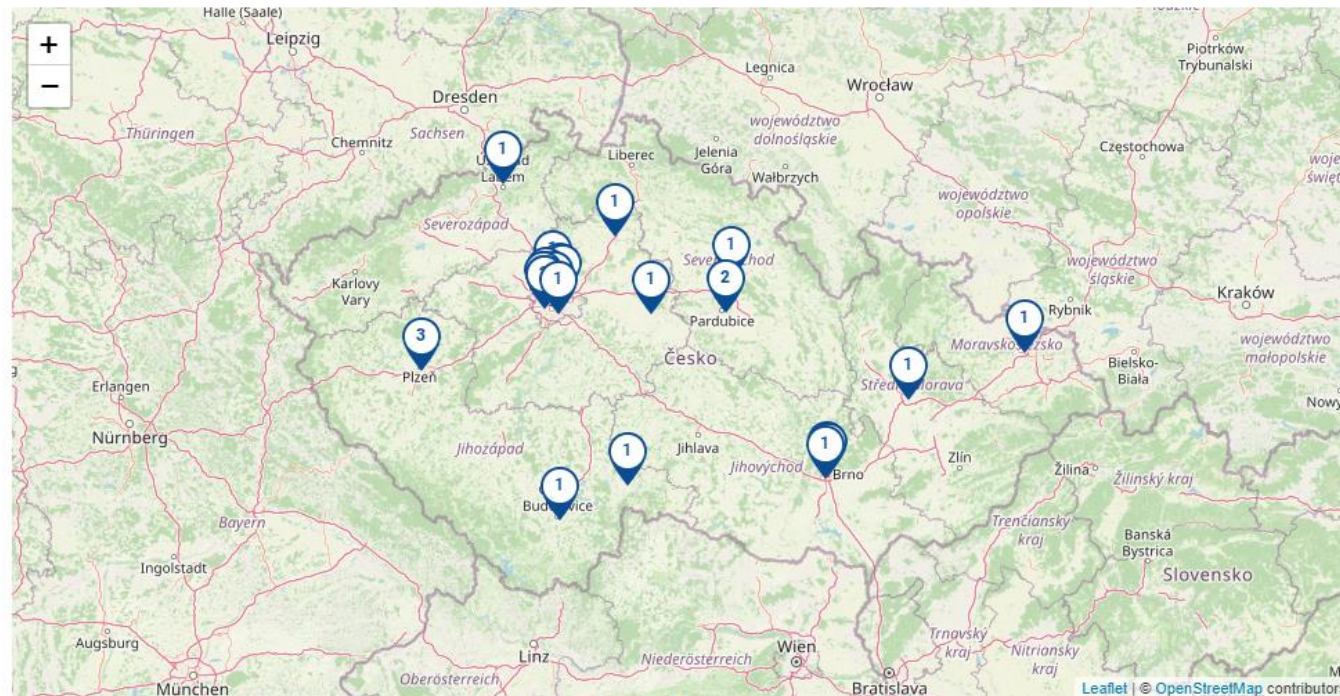 Halle (Saale)
+
−
Leipzig
Piotrków
Trybunalski
Legnica
Wrocław
Dresden
Thüringen
Chemnitz
Sachsen
województwo
dolnośląskie
Częstochowa
1
Liberec
Jelenia
Góra
Wałbrzych
województwo
opolskie
1
Severozápad
1
1
województwo
śląskie
Karlovy
Vary
1
1
2
Rybnik
Kraków
Pardubice
1
3
Česko
Moravskoslezsko
województwo
małopolskie
Plzeň
1
Bielsko-
Biała
Erlangen
Nürnberg
Jihozápad
Jihlava
1
Jihovýchod
Brno
Zlín
Žilina
Žilinský kraj
1
1
Bayern
Trenčiansky
kraj
Banská
Bystrica
Ingolstadt
Slovensko
Augsburg
Linz
Niederösterreich
Wien
Trnavský
kraj
Nitriansky
kraj
Oberösterreich
München
Bratislava
Leaflet | © OpenStreetMap contributor